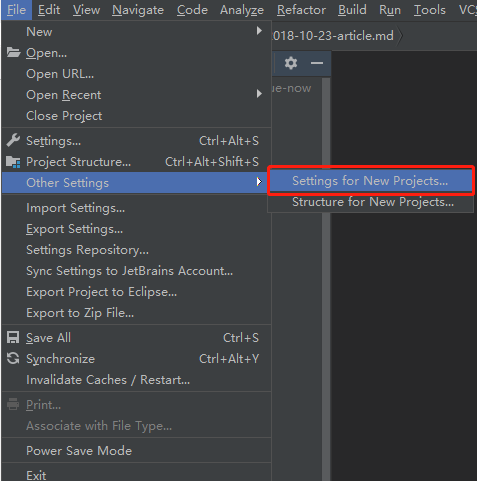 File Edit View Navigate Code Analyze Refactor Build Run Tools VCS
2018-10-23-article.md
New
Open...
Open URL...
ue-now
Open Recent
Close Project
Settings... Ctrl+Alt+S
Project Structure... Ctrl+Alt+Shift+S
Other Settings
Settings for New Projects...
Structure for New Projects...
Import Settings...
Export Settings...
Settings Repository...
Sync Settings to JetBrains Account...
Export Project to Eclipse...
Export to Zip File...
Save All Ctrl+S
Synchronize Ctrl+Alt+Y
Invalidate Caches / Restart...
Print...
Associate with File Type...
Power Save Mode
Exit